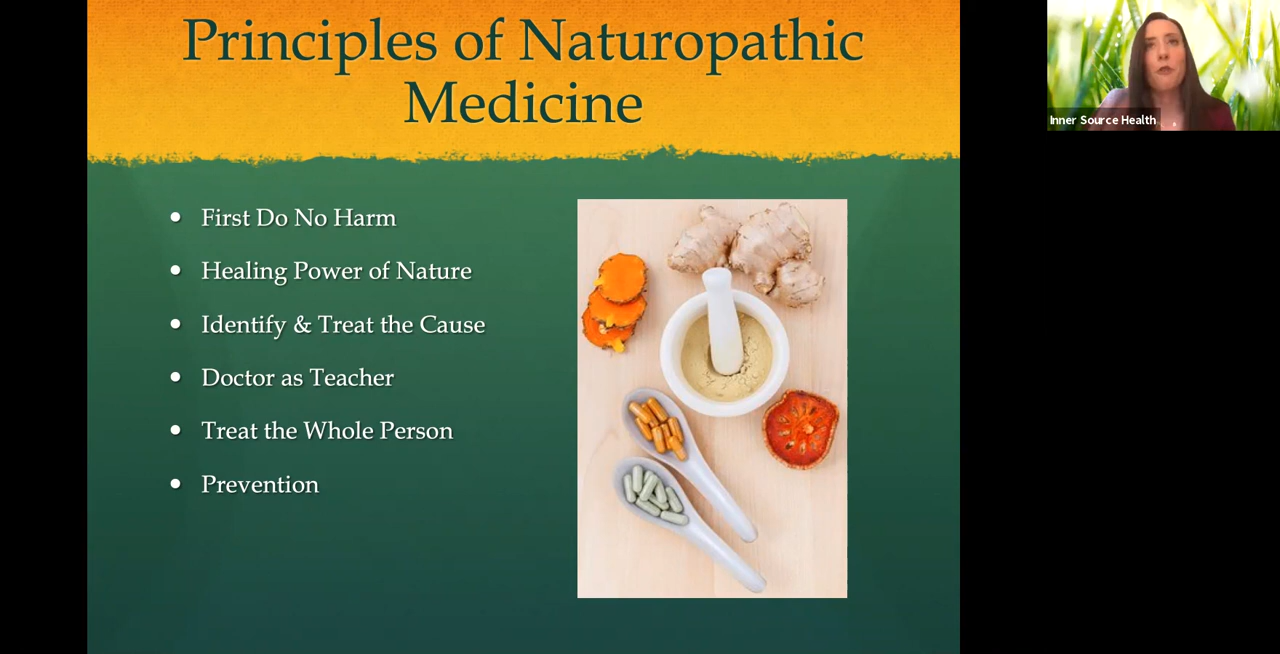 Principles of Naturopathic
Medicine
First Do No Harm
Healing Power of Nature
Identify & Treat the Cause
Doctor as Teacher
Treat the Whole Person
Prevention
Inner Source Health